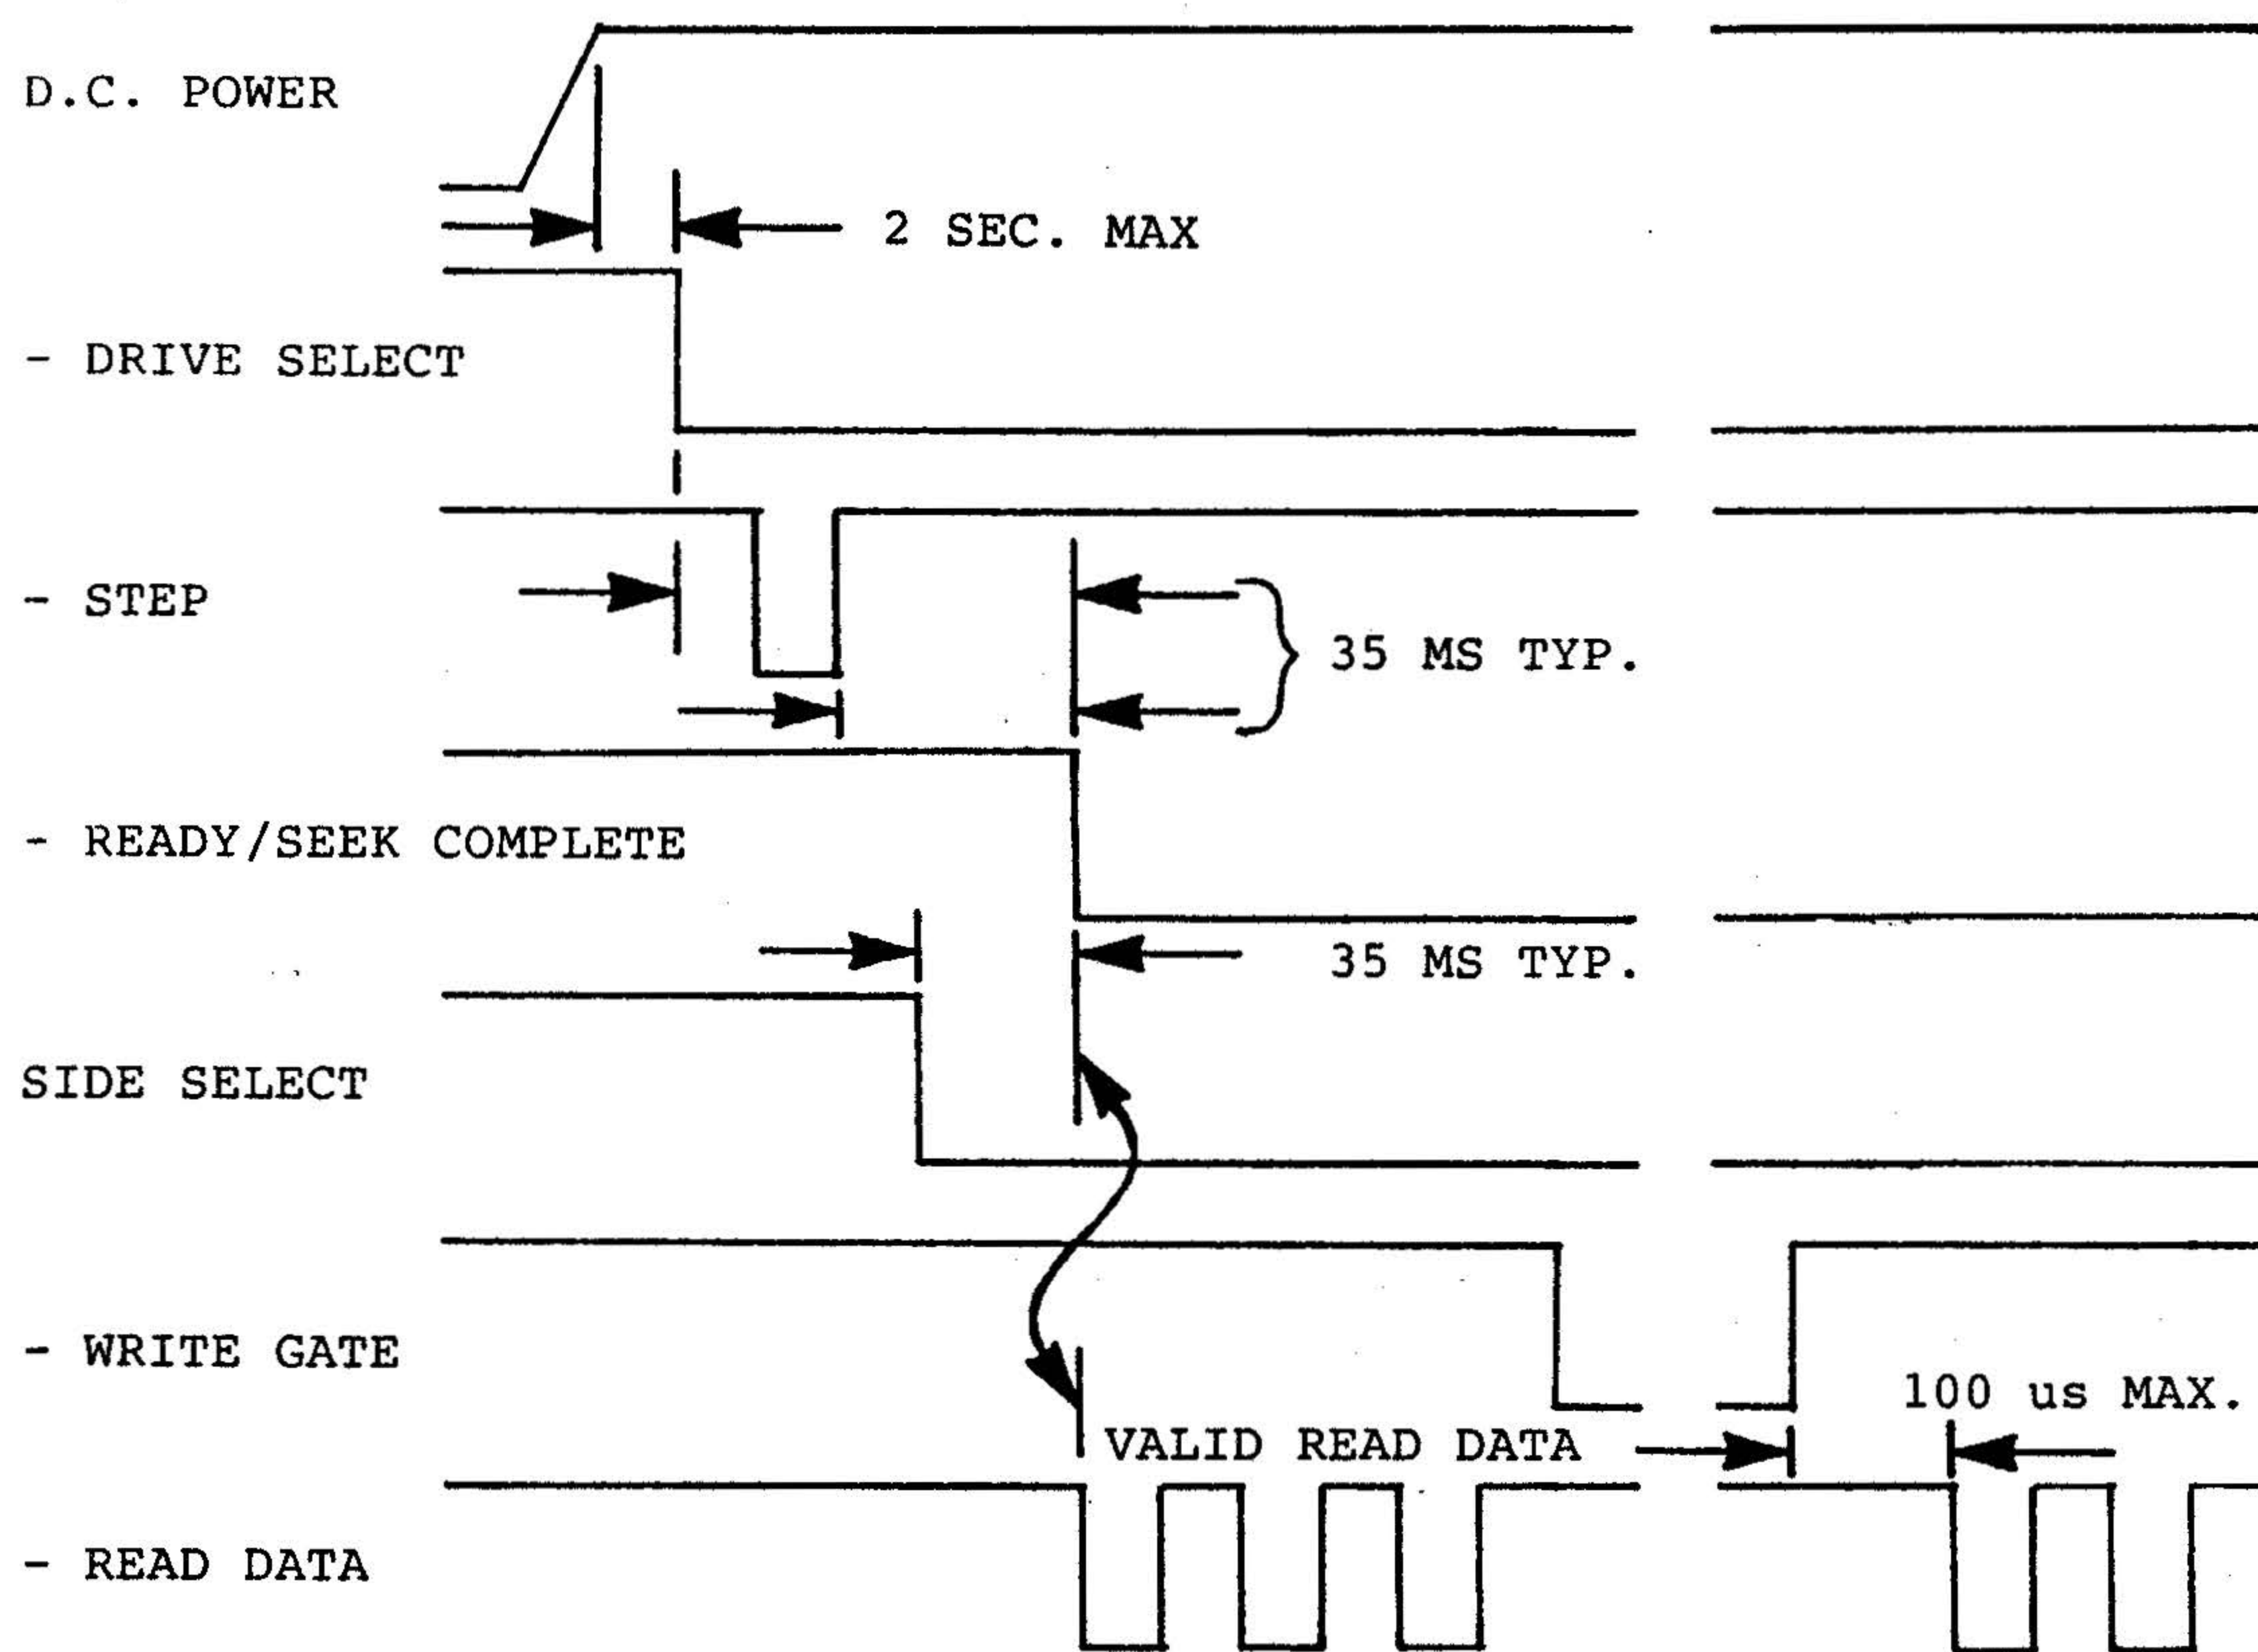 D.C. POWER
2 SEC. MAX
- DRIVE SELECT
- STEP
35 MS TYP.
- READY/SEEK COMPLETE
35 MS TYP.
SIDE SELECT
- WRITE GATE
100 us MAX.
VALID READ DATA
- READ DATA